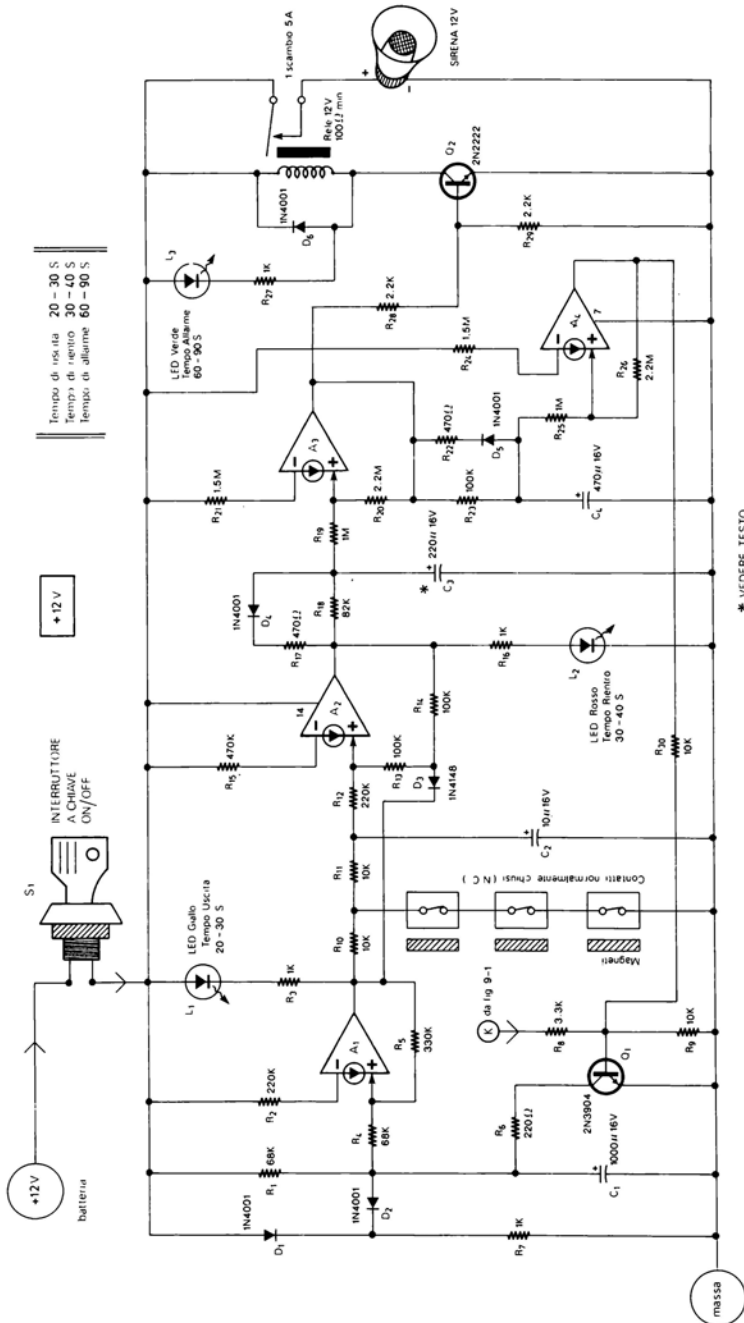 +12V
batteria
S1
INTERRUTTORE
A CHIAVE
ON/OFF
+12 V
Tempo di uscita 20 - 30 S
Tempo di rientro 30 - 40 S
Tempo di allarme 60 - 90 S
LED Giallo
Tempo Uscita
20 - 30 S
L1
R3 1K
R2 220K
A1
R5 330K
R4 68K
R1 68K
1N4001
D1
1N4001
D2
R7 1K
R6 220Ω
C1 1000µ 16V
2N3904
Q1
K da fig 9-1
R8 3.3K
R9 10K
R30 10K
Magneti
Contatti normalmente chiusi (N C)
R10 10K
R11 10K
C2 10µ 16V
R12 220K
R13 100K
D3 1N4148
R14 100K
R15 470K
14
A2
R17 470Ω
1N4001
D4
R18 82K
R16 1K
L2
LED Rosso
Tempo Rientro
30 - 40 S
* 220µ 16V
C3
R19 1M
R20 2.2M
R21 1.5M
A3
R22 470Ω
1N4001
D5
R23 100K
C4 470µ 16V
R25 1M
R24 1.5M
A4
7
R26 2.2M
R28 2.2K
R29 2.2K
Q2
2N2222
L3
LED Verde
Tempo Allarme
60 - 90 S
R27 1K
1N4001
D6
Rele 12V
100Ω min
1 scambio 5 A
+
-
SIRENA 12V
massa
* VEDERE TESTO